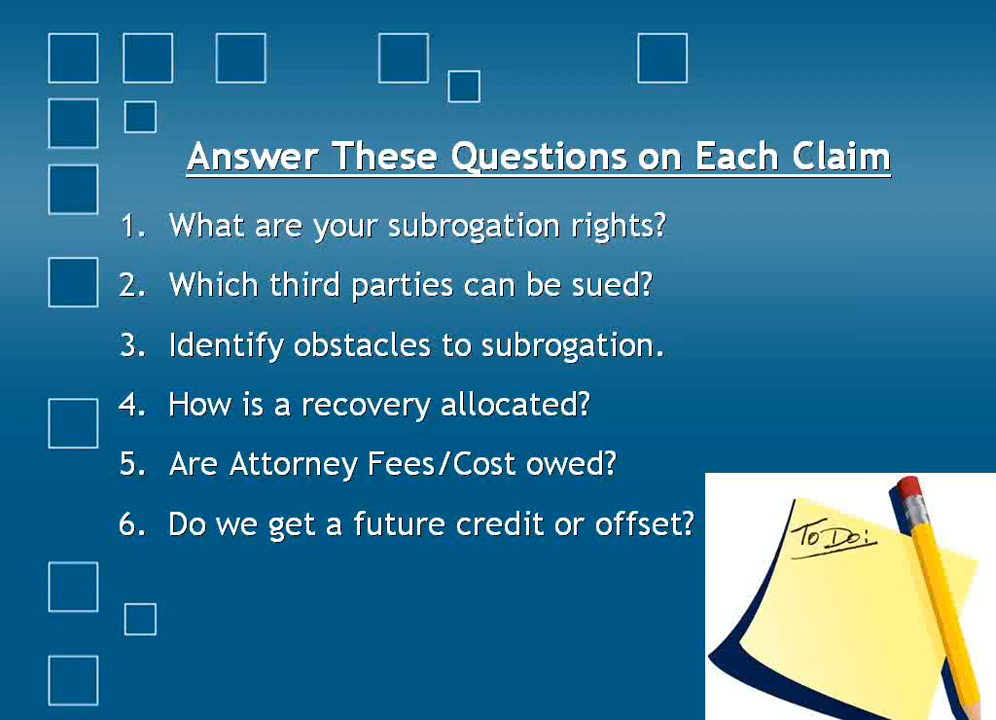 Answer These Questions on Each Claim
1. What are your subrogation rights?
2. Which third parties can be sued?
3. Identify obstacles to subrogation.
4. How is a recovery allocated?
5. Are Attorney Fees/Cost owed?
6. Do we get a future credit or offset?
To Do: